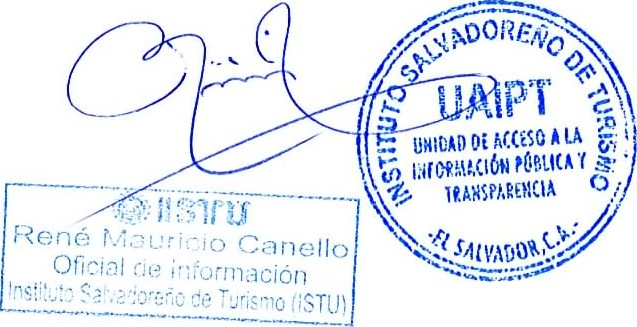 INSTITUTO SALVADOREÑO DE TURISMO
UAIPT
UNIDAD DE ACCESO A LA
INFORMACIÓN PÚBLICA Y
TRANSPARENCIA
-EL SALVADOR, C.A.-
ISTU
René Mauricio Canello
Oficial de Información
Instituto Salvadoreño de Turismo (ISTU)